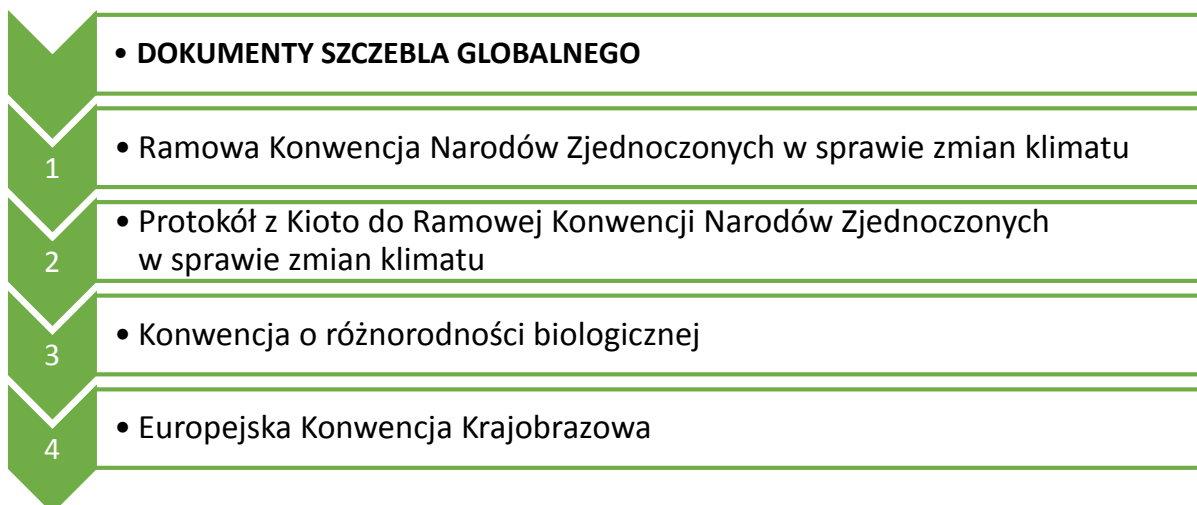 • DOKUMENTY SZCZEBLA GLOBALNEGO
1
• Ramowa Konwencja Narodów Zjednoczonych w sprawie zmian klimatu
2
• Protokół z Kioto do Ramowej Konwencji Narodów Zjednoczonych
w sprawie zmian klimatu
3
• Konwencja o różnorodności biologicznej
4
• Europejska Konwencja Krajobrazowa